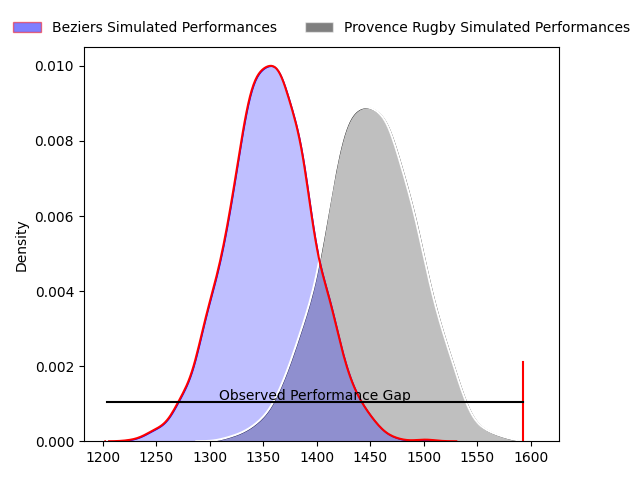 Beziers Simulated Performances
Provence Rugby Simulated Performances
Density
0.010
0.008
0.006
0.004
0.002
0.000
Observed Performance Gap
1200 1250 1300 1350 1400 1450 1500 1550 1600